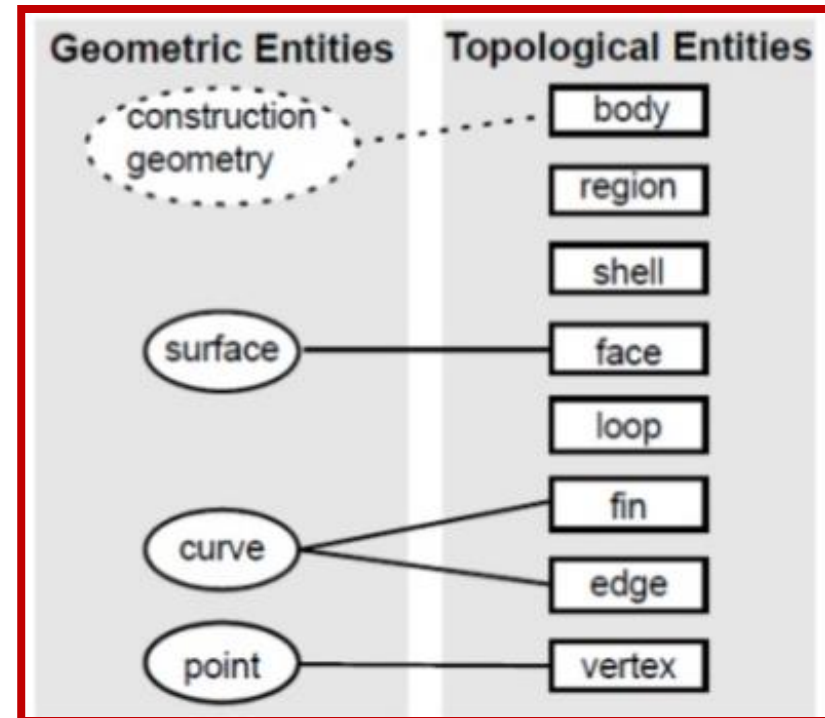 Geometric Entities
Topological Entities
construction
geometry
body
region
shell
surface
face
loop
fin
curve
edge
point
vertex